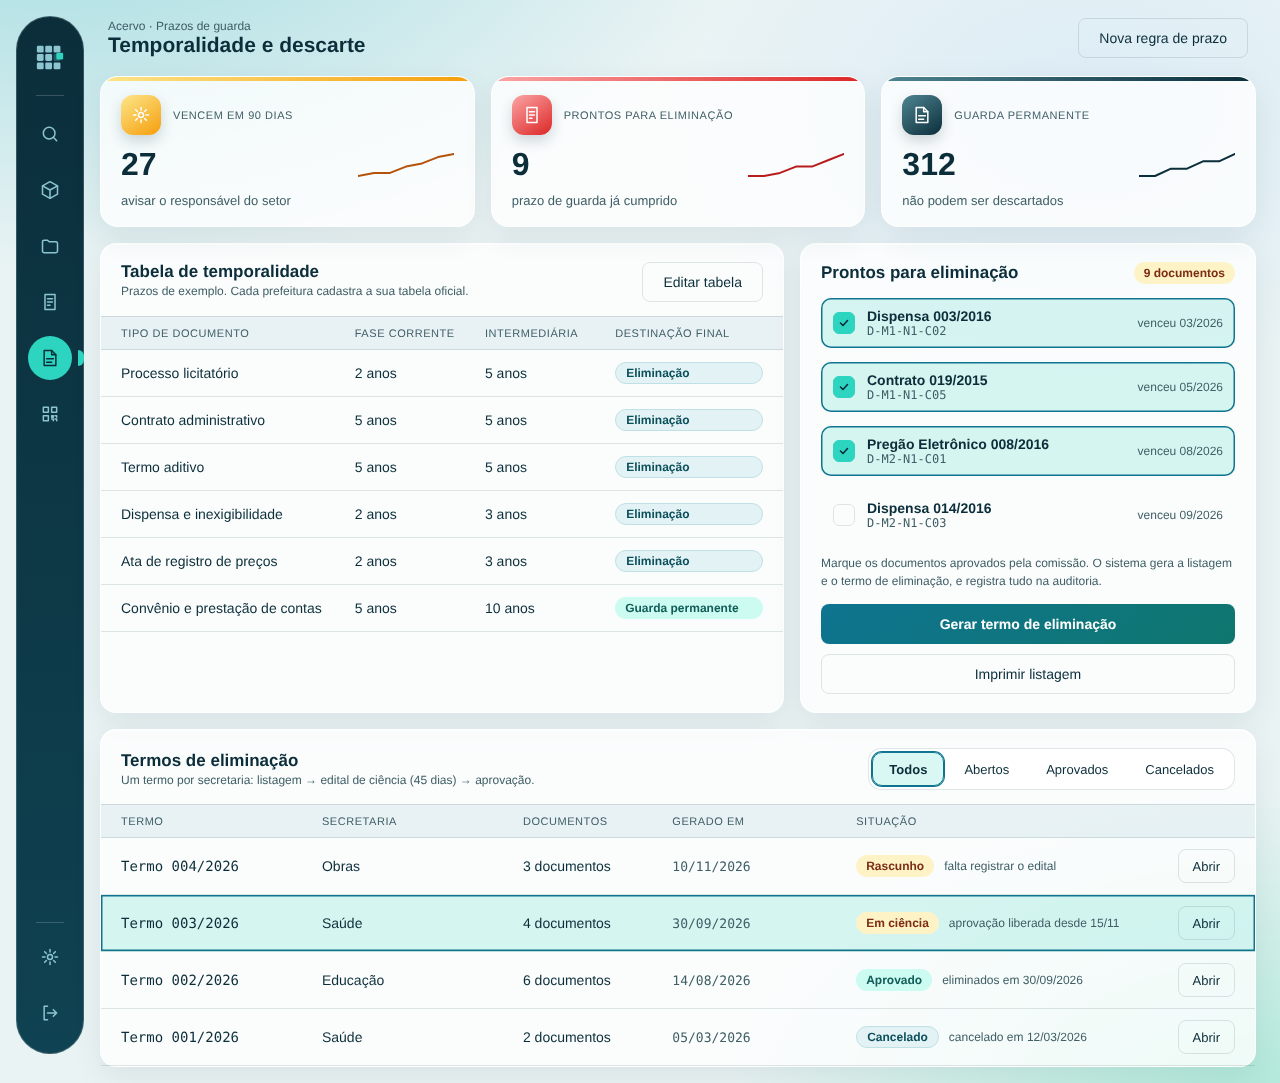 Acervo · Prazos de guarda
Temporalidade e descarte
Nova regra de prazo
VENCEM EM 90 DIAS
27
avisar o responsável do setor
PRONTOS PARA ELIMINAÇÃO
9
prazo de guarda já cumprido
GUARDA PERMANENTE
312
não podem ser descartados
Tabela de temporalidade
Prazos de exemplo. Cada prefeitura cadastra a sua tabela oficial.
Editar tabela
TIPO DE DOCUMENTO FASE CORRENTE INTERMEDIÁRIA DESTINAÇÃO FINAL
Processo licitatório 2 anos 5 anos Eliminação
Contrato administrativo 5 anos 5 anos Eliminação
Termo aditivo 5 anos 5 anos Eliminação
Dispensa e inexigibilidade 2 anos 3 anos Eliminação
Ata de registro de preços 2 anos 3 anos Eliminação
Convênio e prestação de contas 5 anos 10 anos Guarda permanente
Prontos para eliminação 9 documentos
Dispensa 003/2016
D-M1-N1-C02
venceu 03/2026
Contrato 019/2015
D-M1-N1-C05
venceu 05/2026
Pregão Eletrônico 008/2016
D-M2-N1-C01
venceu 08/2026
Dispensa 014/2016
D-M2-N1-C03
venceu 09/2026
Marque os documentos aprovados pela comissão. O sistema gera a listagem
e o termo de eliminação, e registra tudo na auditoria.
Gerar termo de eliminação
Imprimir listagem
Termos de eliminação
Um termo por secretaria: listagem → edital de ciência (45 dias) → aprovação.
Todos Abertos Aprovados Cancelados
TERMO SECRETARIA DOCUMENTOS GERADO EM SITUAÇÃO
Termo 004/2026 Obras 3 documentos 10/11/2026 Rascunho falta registrar o edital Abrir
Termo 003/2026 Saúde 4 documentos 30/09/2026 Em ciência aprovação liberada desde 15/11 Abrir
Termo 002/2026 Educação 6 documentos 14/08/2026 Aprovado eliminados em 30/09/2026 Abrir
Termo 001/2026 Saúde 2 documentos 05/03/2026 Cancelado cancelado em 12/03/2026 Abrir